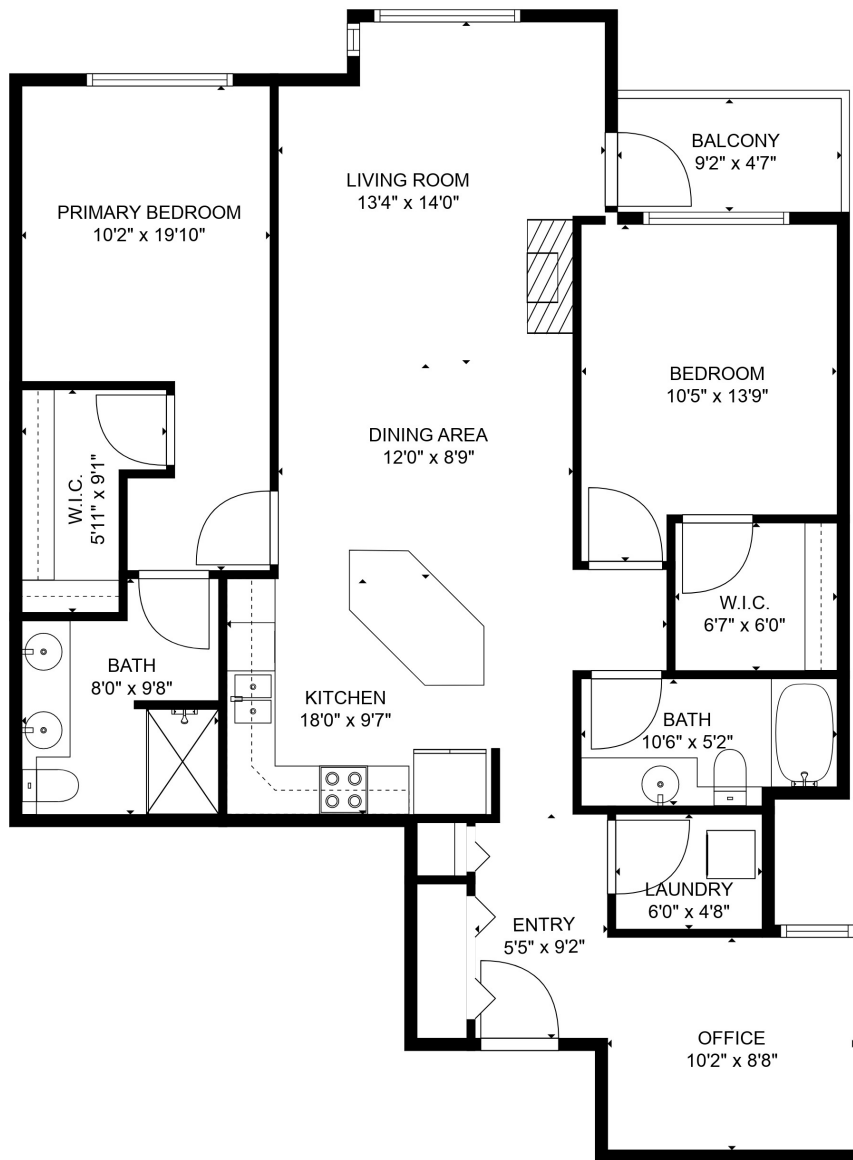 BALCONY
9'2" x 4'7"
LIVING ROOM
13'4" x 14'0"
PRIMARY BEDROOM
10'2" x 19'10"
BEDROOM
10'5" x 13'9"
DINING AREA
12'0" x 8'9"
W.I.C.
5'11" x 9'1"
W.I.C.
6'7" x 6'0"
BATH
8'0" x 9'8"
KITCHEN
18'0" x 9'7"
BATH
10'6" x 5'2"
LAUNDRY
6'0" x 4'8"
ENTRY
5'5" x 9'2"
OFFICE
10'2" x 8'8"